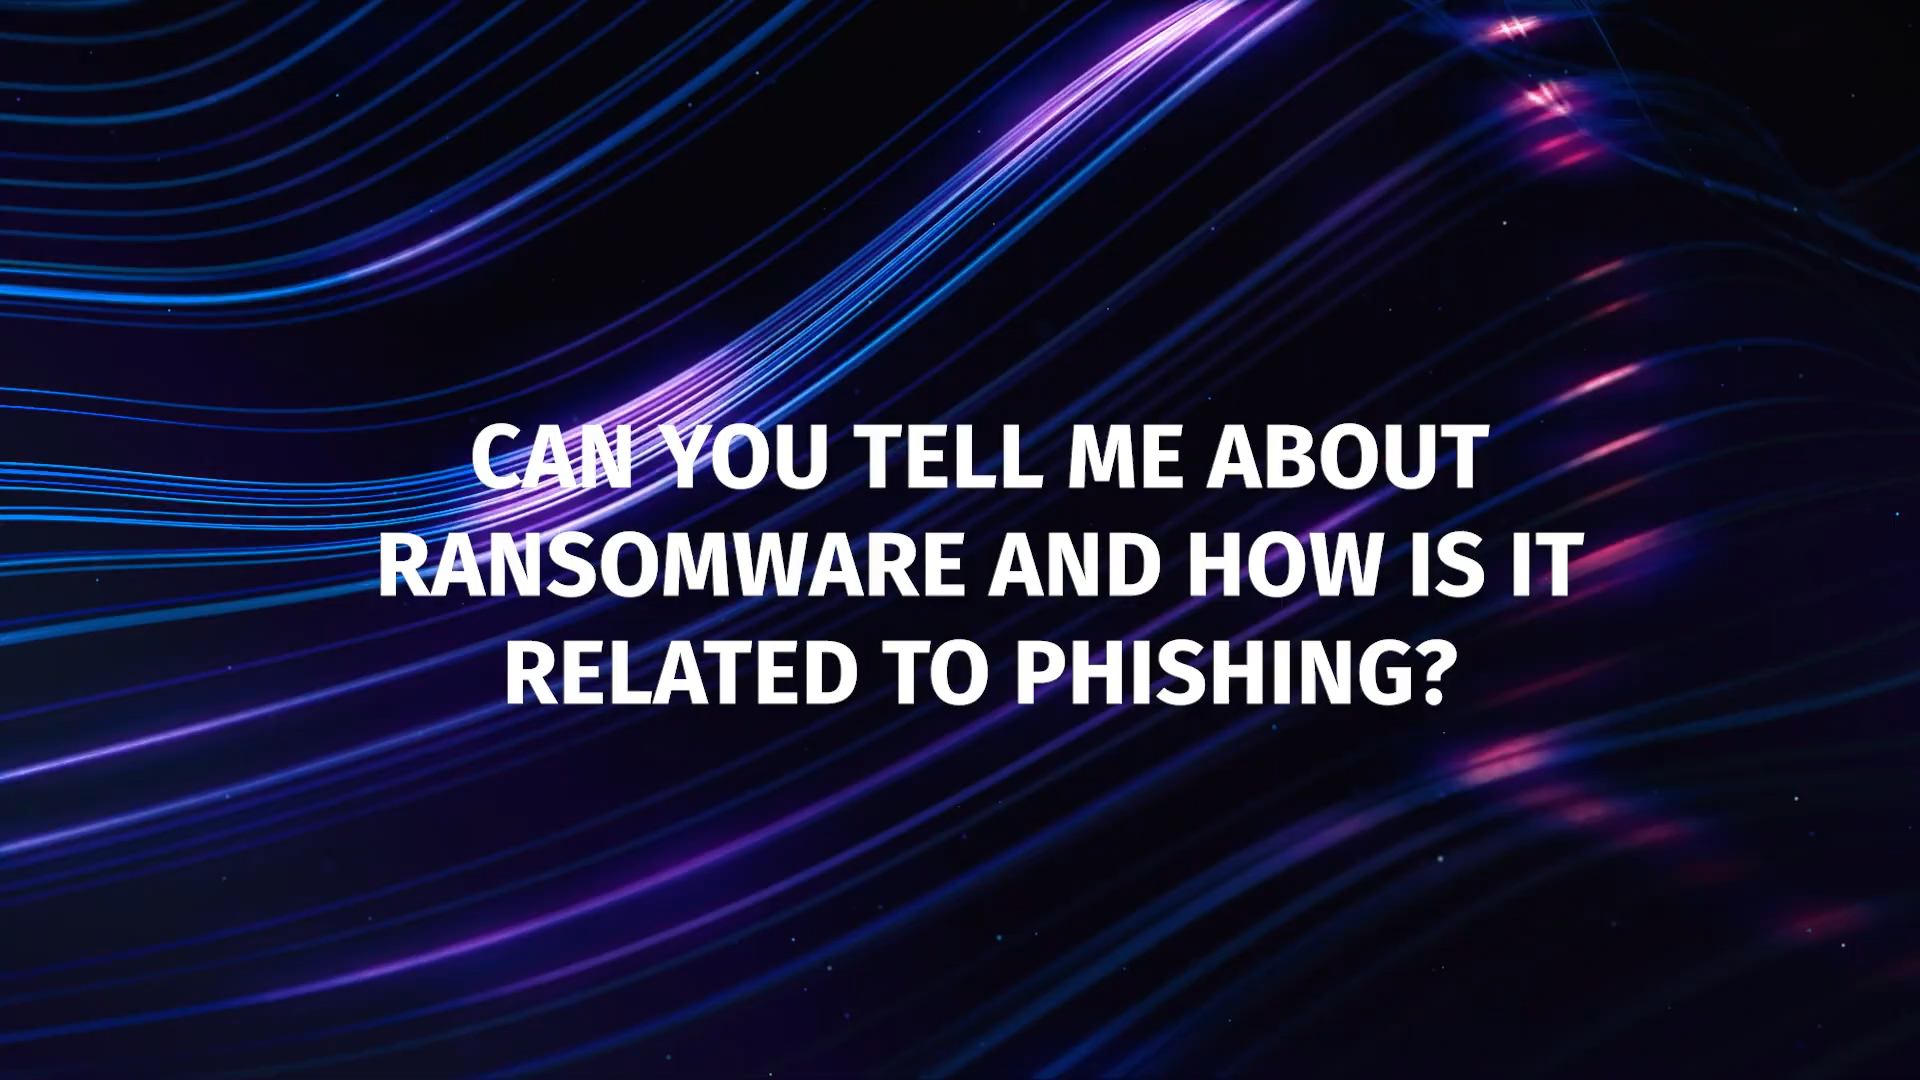 CAN YOU TELL ME ABOUT
RANSOMWARE AND HOW IS IT
RELATED TO PHISHING?